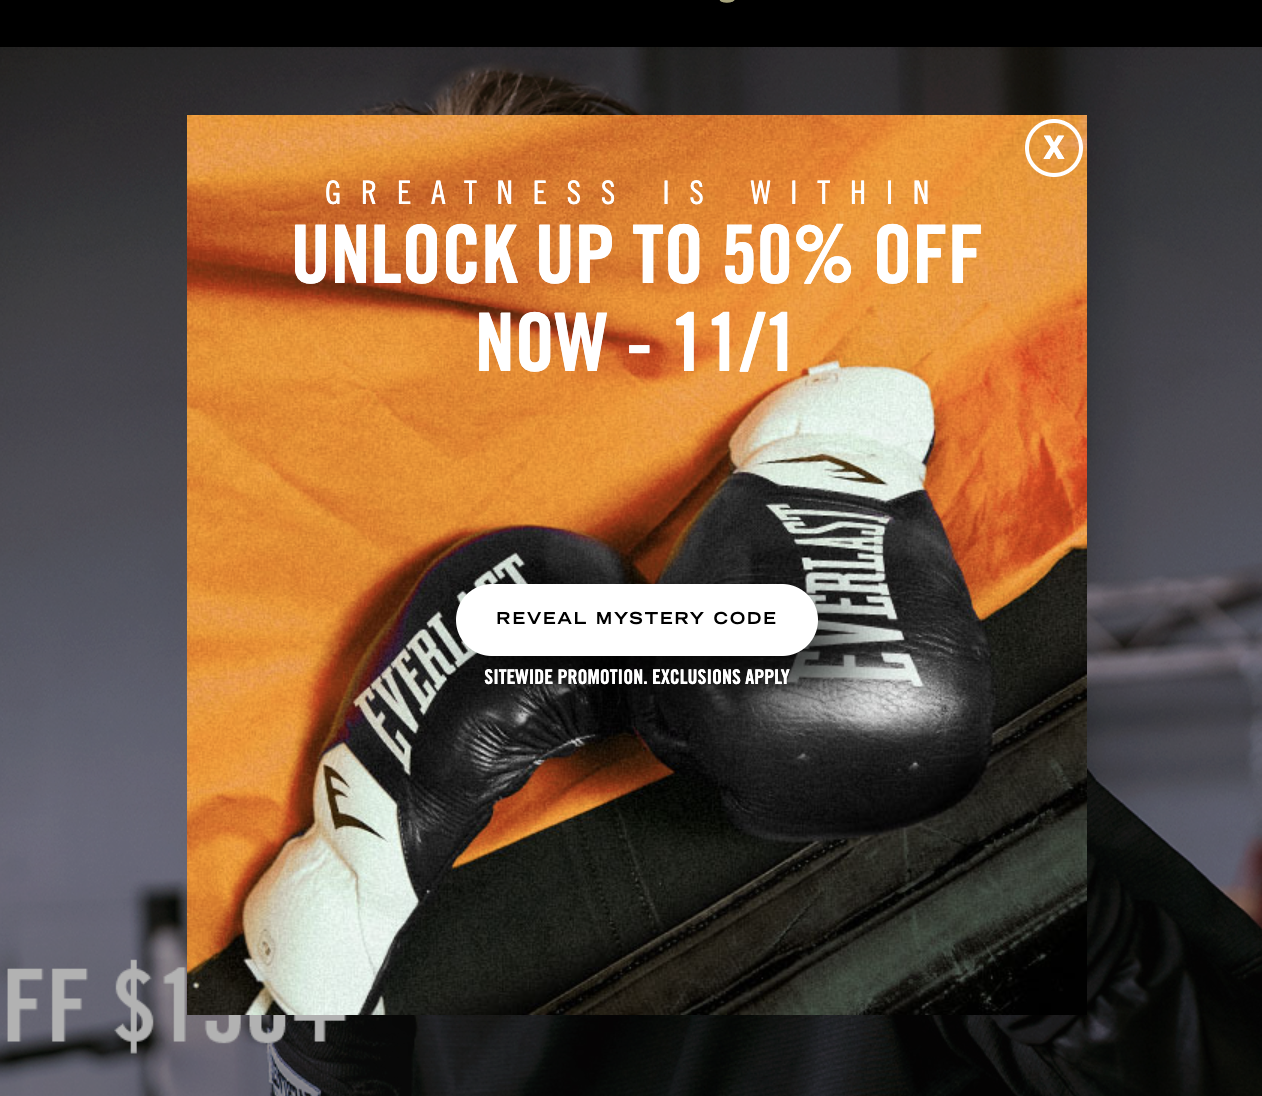 X
GREATNESS IS WITHIN
UNLOCK UP TO 50% OFF
NOW - 11/1
EVERLAST
REVEAL MYSTERY CODE
SITEWIDE PROMOTION. EXCLUSIONS APPLY